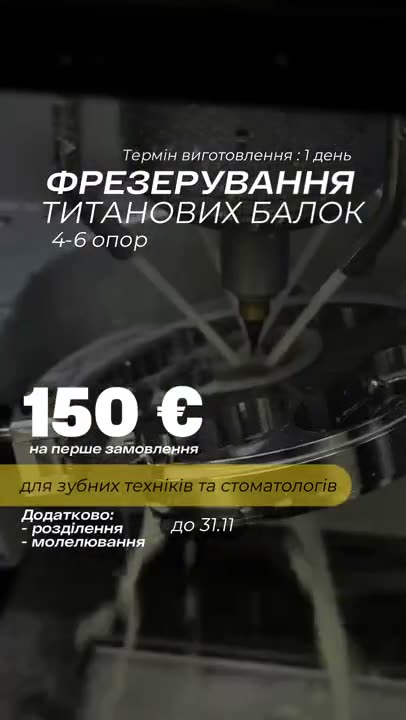 Термін виготовлення : 1 день
ФРЕЗЕРУВАННЯ
ТИТАНОВИХ БАЛОК
4-6 опор
150 €
на перше замовлення
для зубних техніків та стоматологів
Додатково:
- розділення
- молелювання
до 31.11